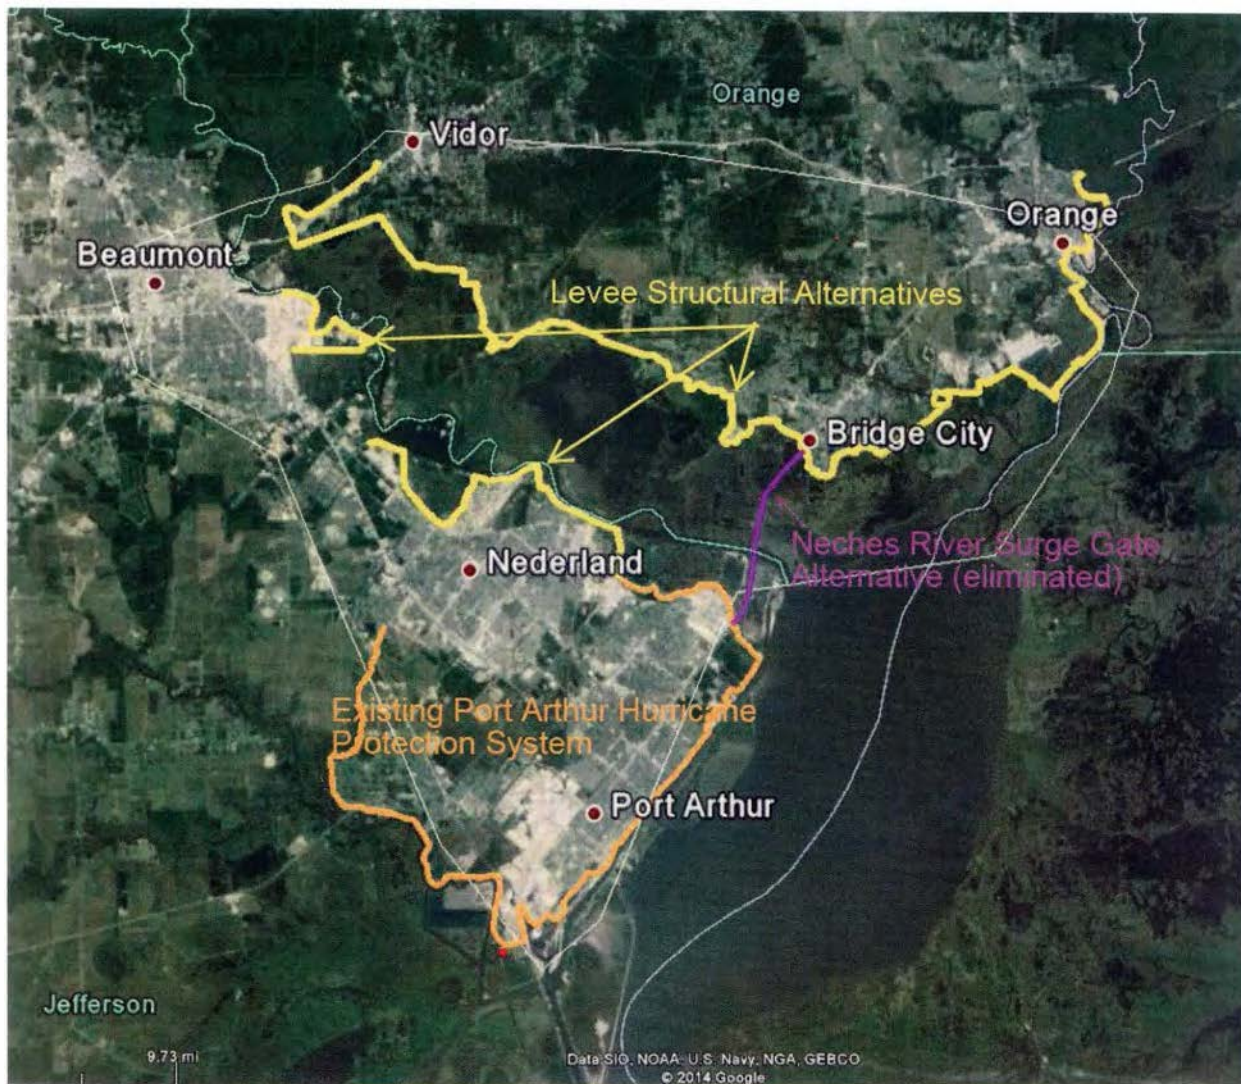 Orange
Vidor
Orange
Beaumont
Levee Structural Alternatives
Bridge City
Neches River Surge Gate
Alternative (eliminated)
Nederland
Existing Port Arthur Hurricane
Protection System
Port Arthur
Jefferson
9.73 mi
Data SIO, NOAA, U.S. Navy, NGA, GEBCO
© 2014 Google